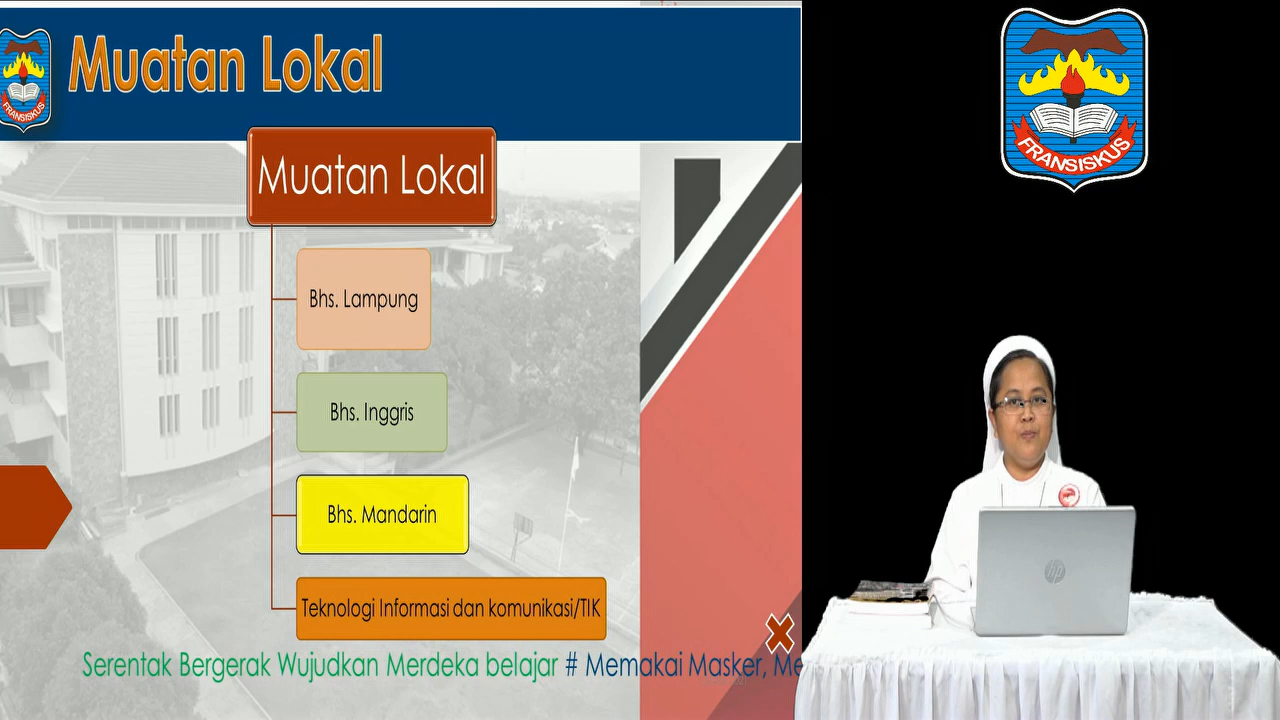 Muatan Lokal
FRANSISKUS
FRANSISKUS
Muatan Lokal
Bhs. Lampung
Bhs. Inggris
Bhs. Mandarin
Teknologi Informasi dan komunikasi/TIK
hp
Serentak Bergerak Wujudkan Merdeka belajar # Memakai Masker, Me